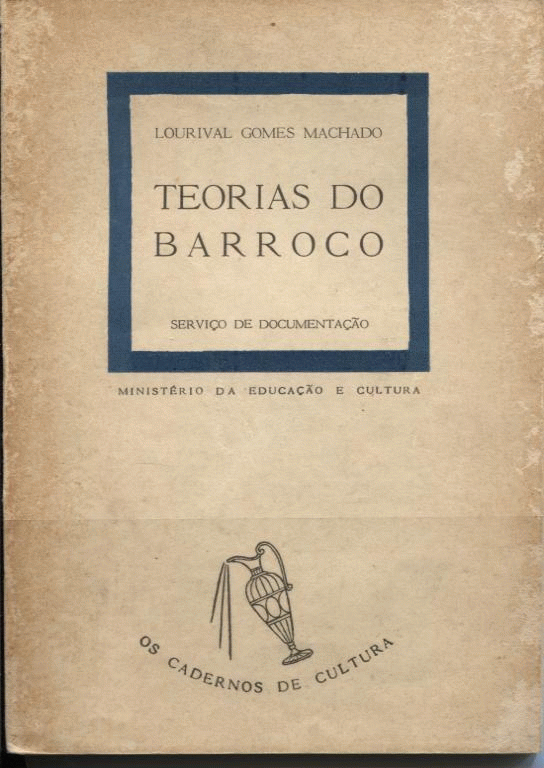 LOURIVAL GOMES MACHADO
TEORIAS DO
BARROCO
SERVIÇO DE DOCUMENTAÇÃO
MINISTÉRIO DA EDUCAÇÃO E CULTURA
OS CADERNOS DE CULTURA